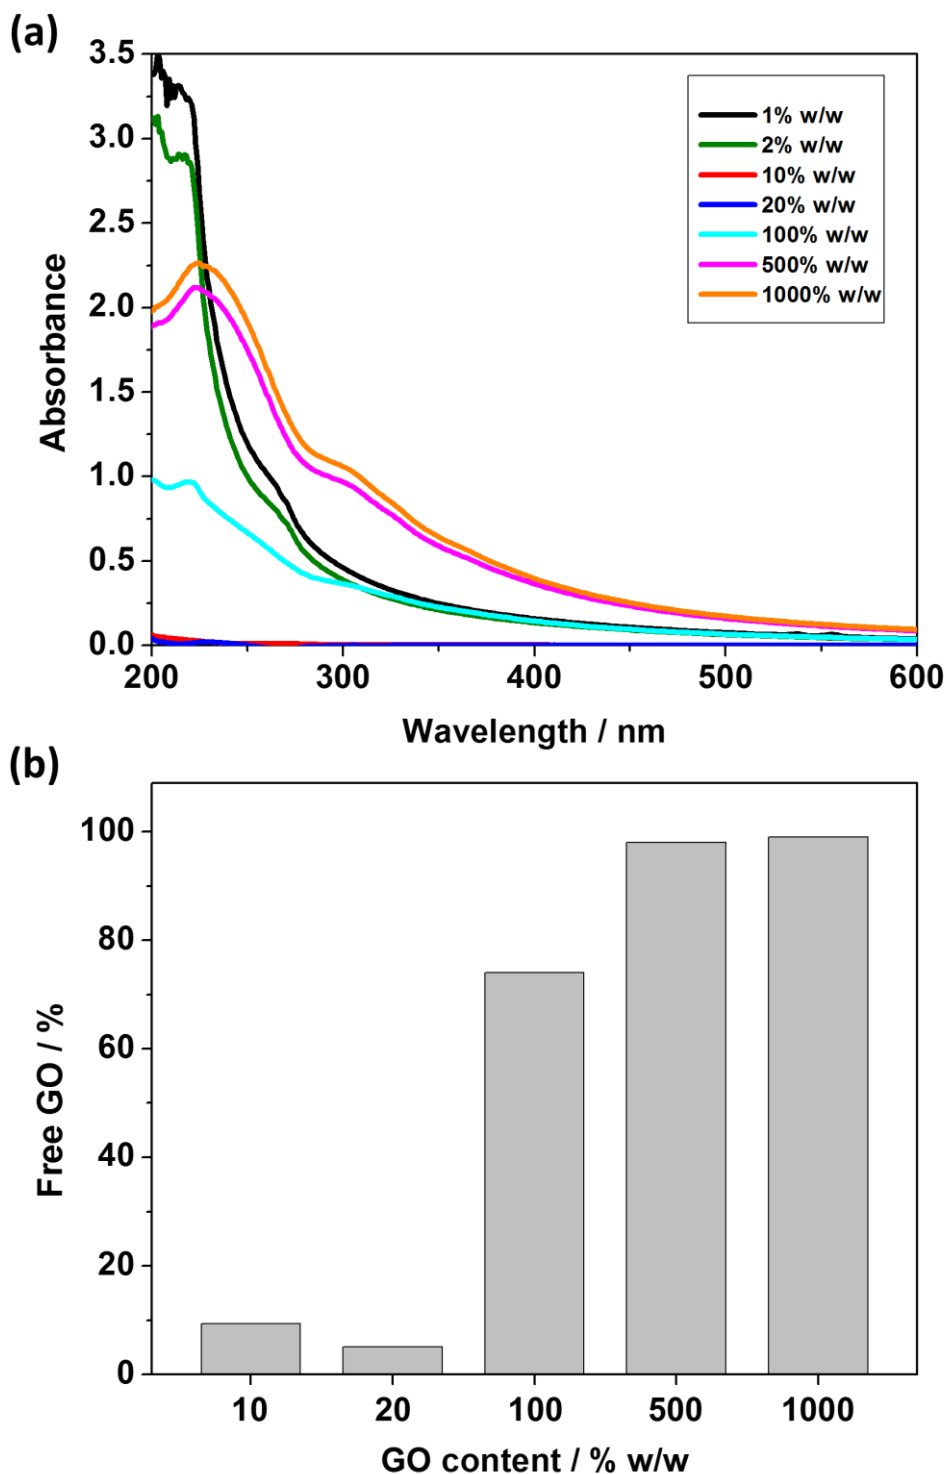 (a)
3.5
3.0
2.5
2.0
1.5
1.0
0.5
0.0
Absorbance
1% w/w
2% w/w
10% w/w
20% w/w
100% w/w
500% w/w
1000% w/w
200 300 400 500 600
Wavelength / nm
(b)
100
80
60
40
20
0
Free GO / %
10 20 100 500 1000
GO content / % w/w